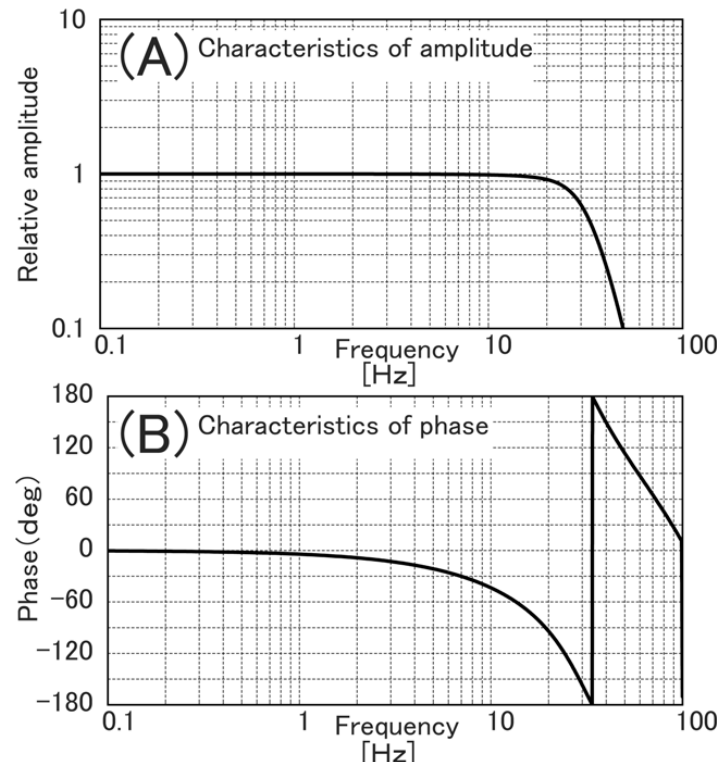 (A) Characteristics of amplitude
Relative amplitude
10
1
0.1
0.1
1
10
100
Frequency
[Hz]
(B) Characteristics of phase
Phase(deg)
180
120
60
0
-60
-120
-180
0.1
1
10
100
Frequency
[Hz]